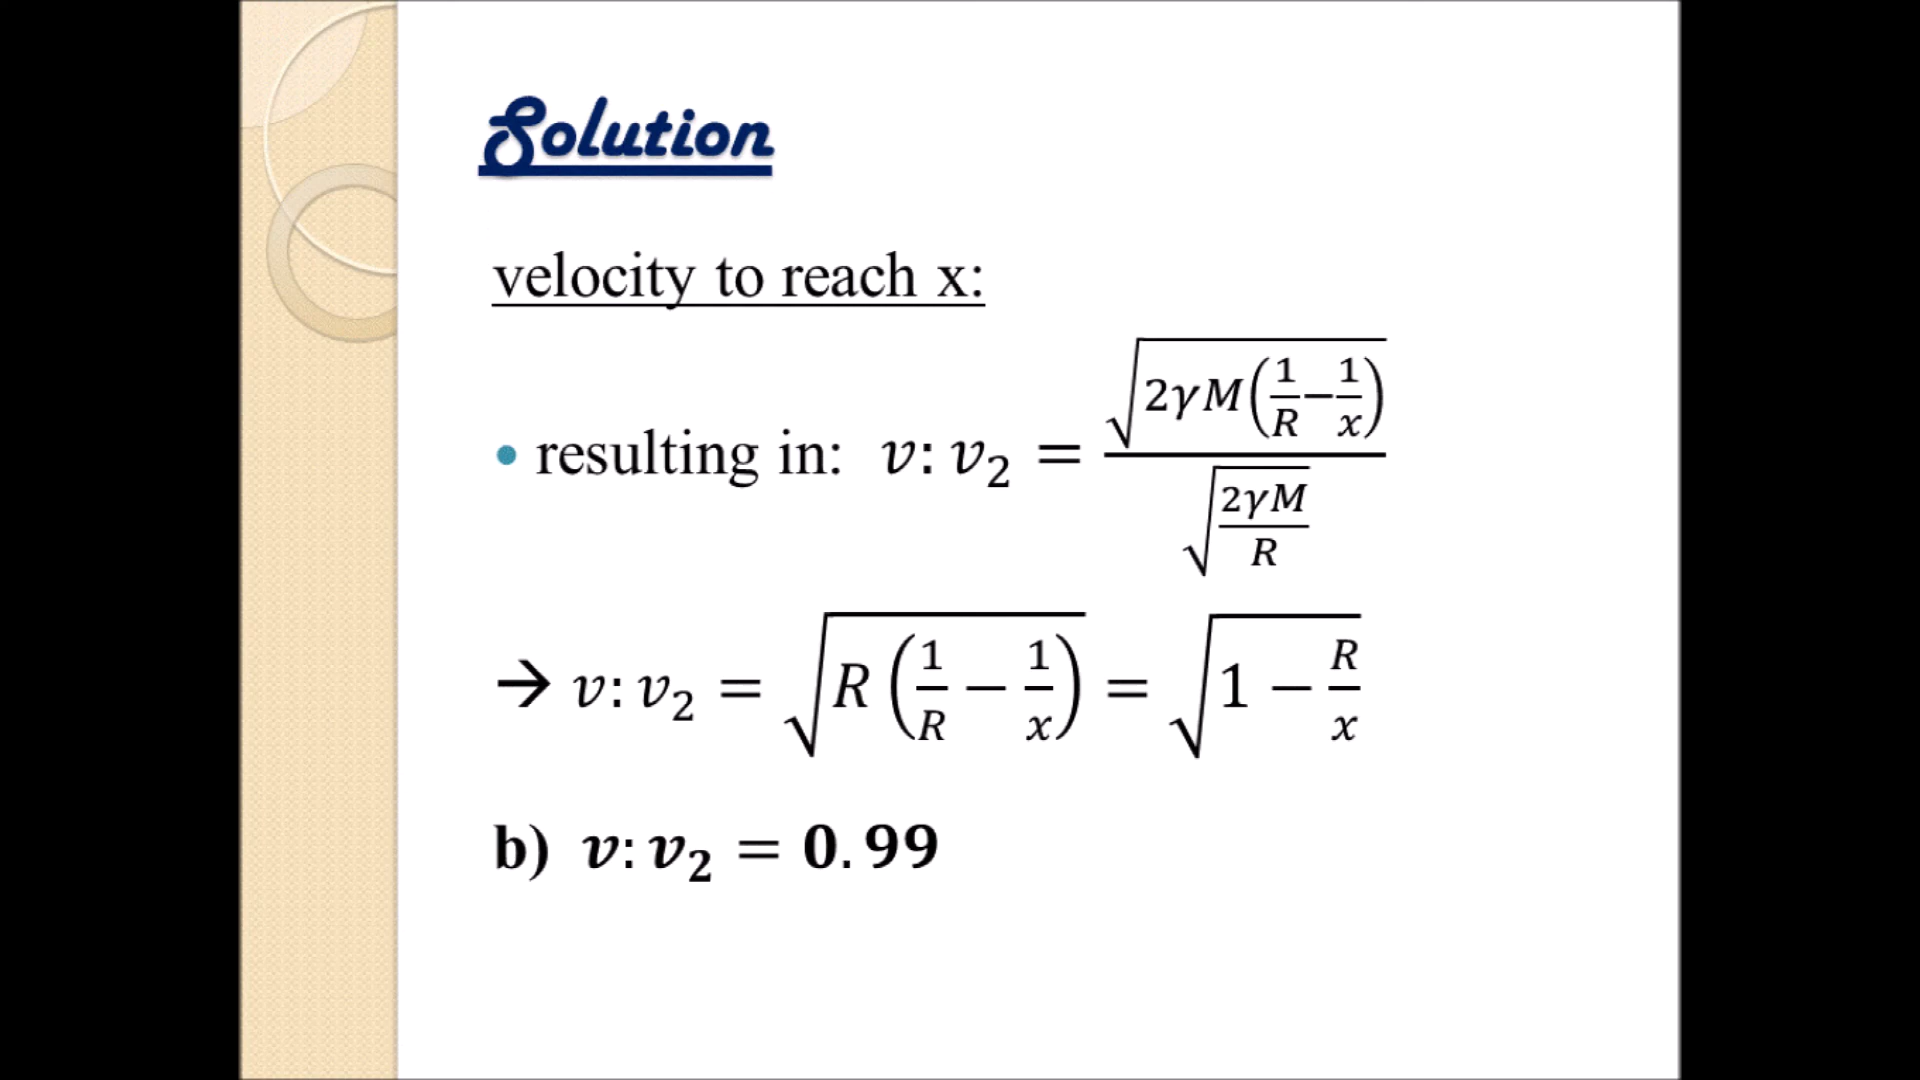 Solution
velocity to reach x:
• resulting in: v: v₂ = √(2γM(1/R − 1/x)) / √(2γM/R)
→ v: v₂ = √(R (1/R − 1/x)) = √(1 − R/x)
b) v: v₂ = 0.99